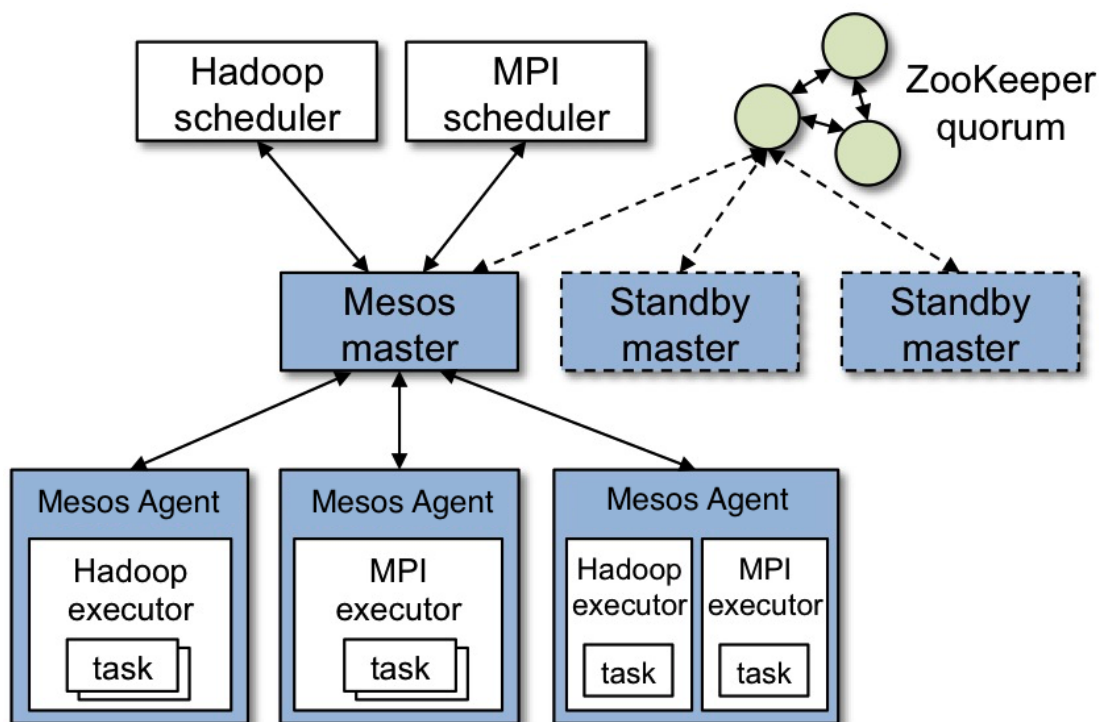 Hadoop
scheduler
MPI
scheduler
ZooKeeper
quorum
Mesos
master
Standby
master
Standby
master
Mesos Agent
Hadoop
executor
task
Mesos Agent
MPI
executor
task
Mesos Agent
Hadoop
executor
task
MPI
executor
task